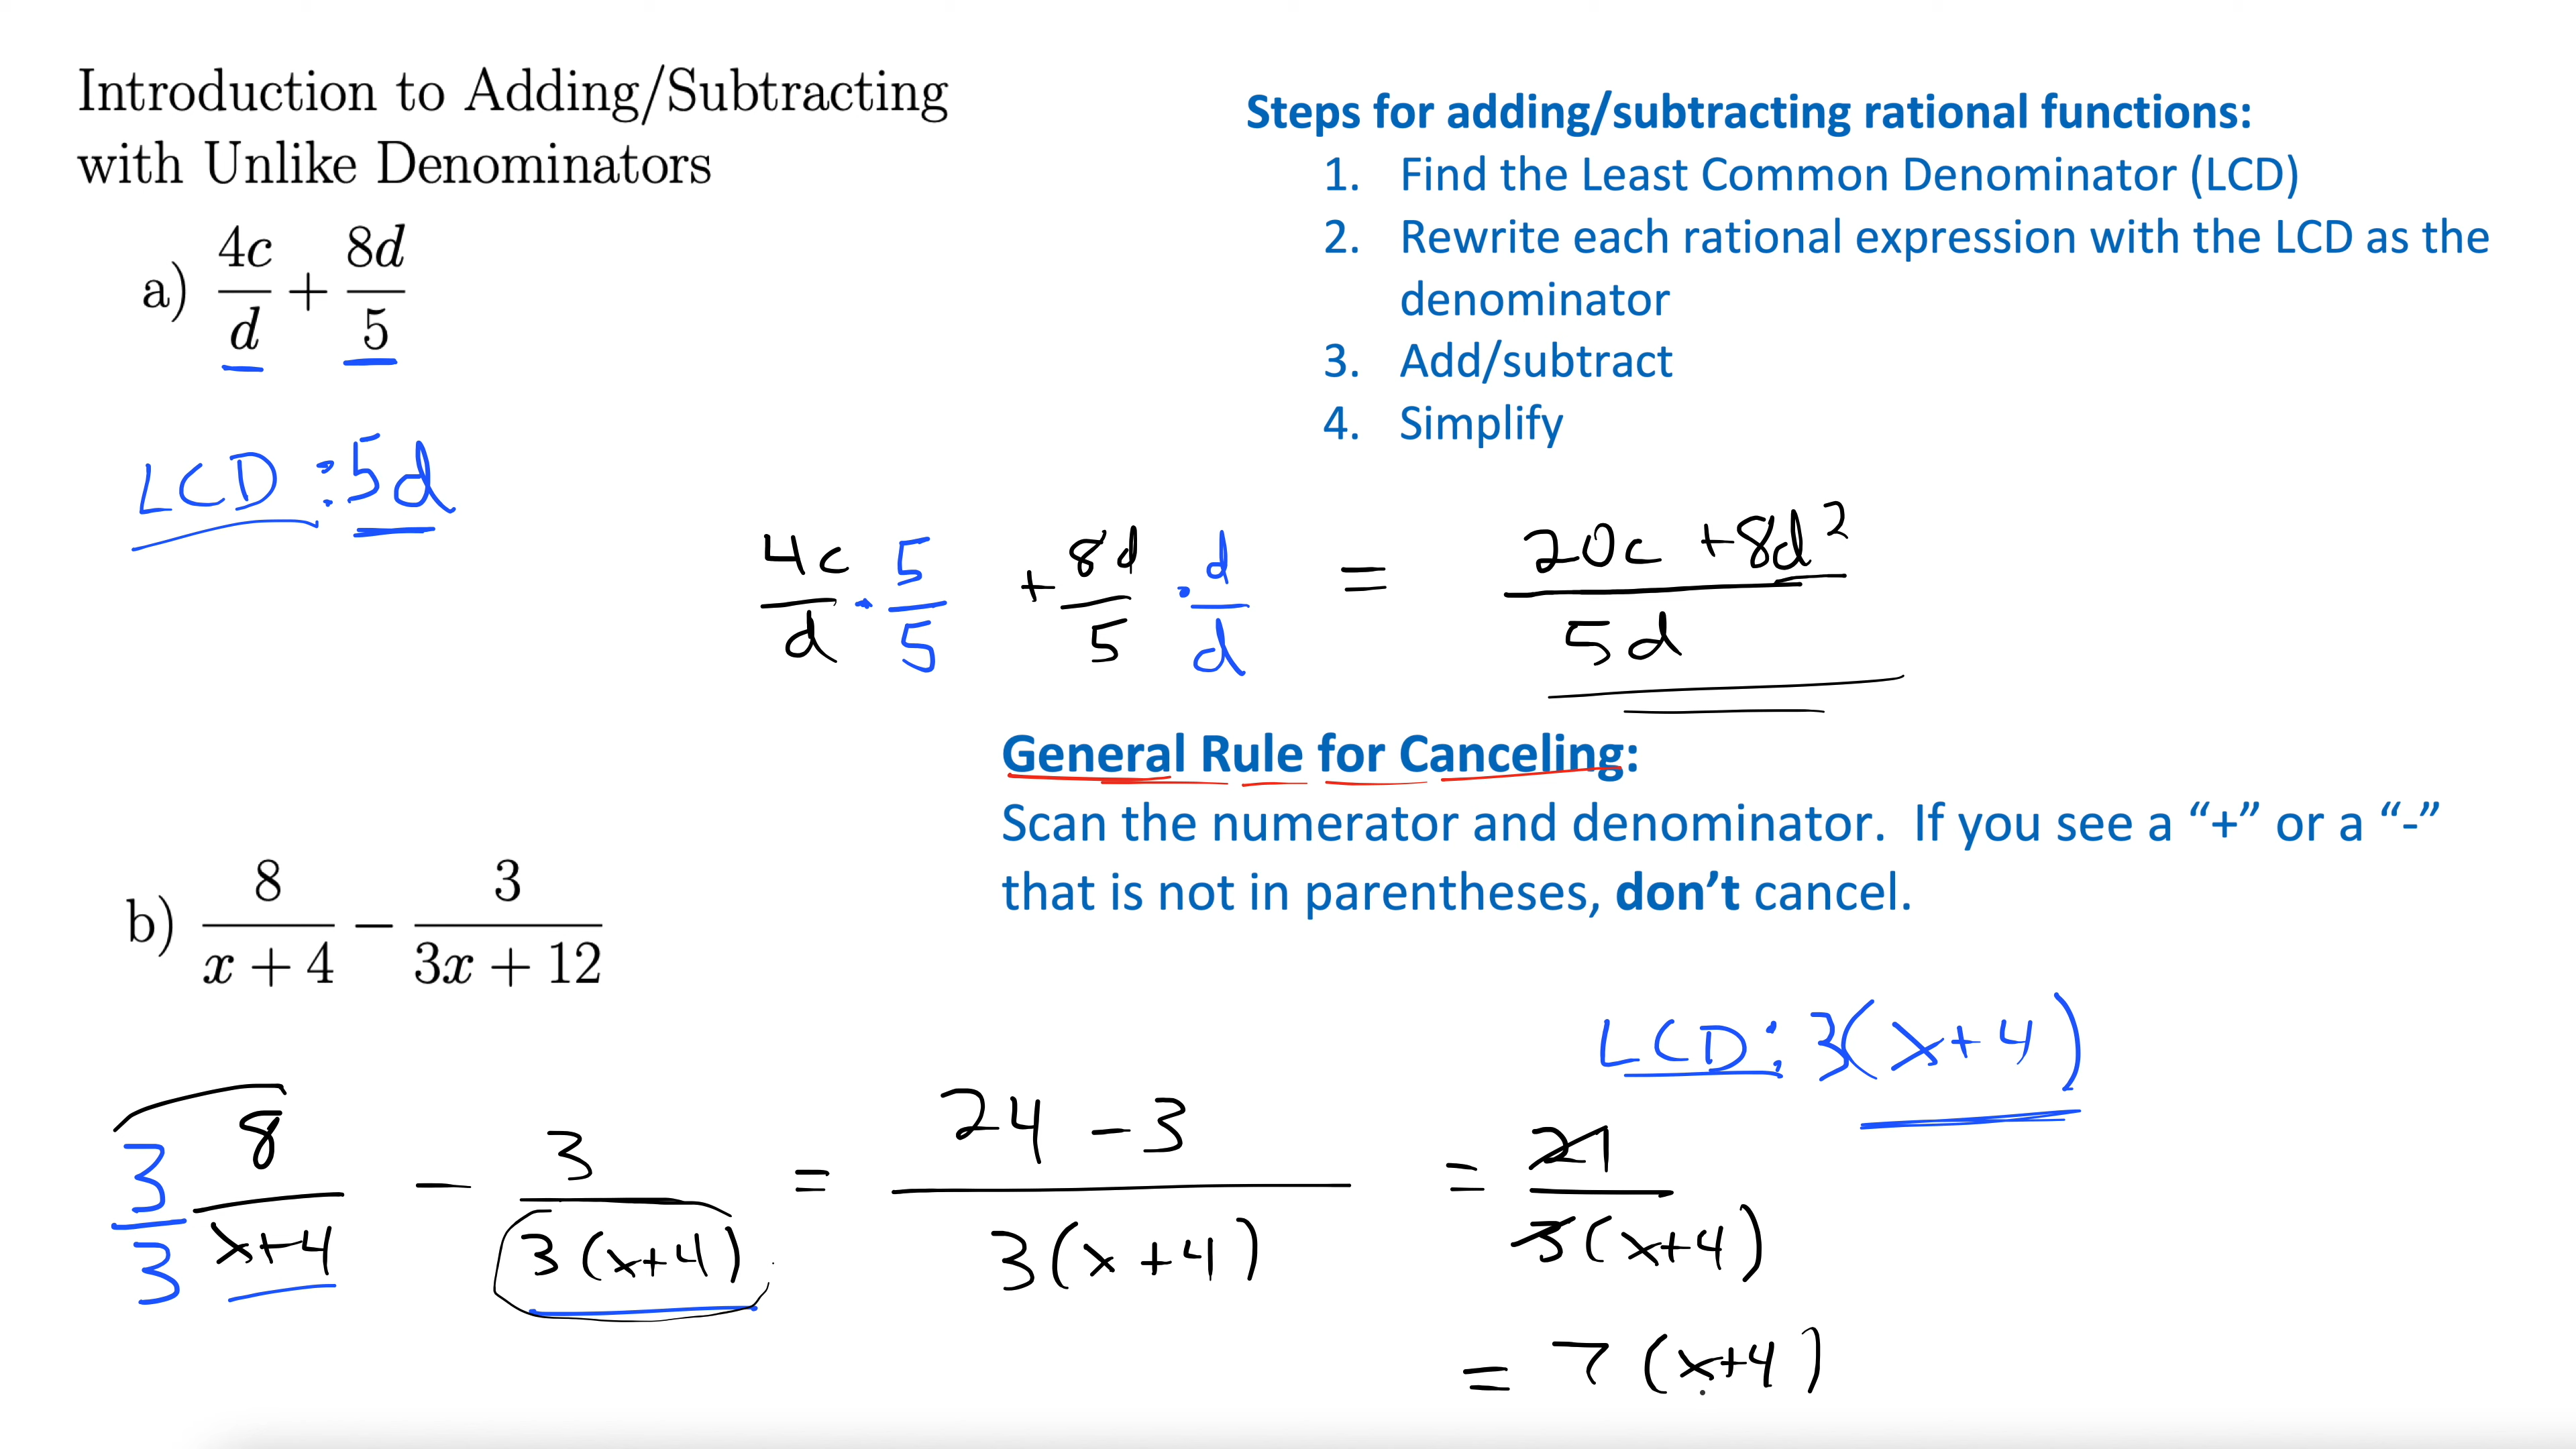 Introduction to Adding/Subtracting
with Unlike Denominators
Steps for adding/subtracting rational functions:
1. Find the Least Common Denominator (LCD)
2. Rewrite each rational expression with the LCD as the
denominator
3. Add/subtract
4. Simplify
a) 4c/d + 8d/5
LCD : 5d
4c/d · 5/5 + 8d/5 · d/d = (20c + 8d²)/5d
General Rule for Canceling:
Scan the numerator and denominator. If you see a “+” or a “-”
that is not in parentheses, don’t cancel.
b) 8/(x + 4) − 3/(3x + 12)
LCD : 3(x+4)
3/3 8/(x+4) − 3/(3(x+4)) = (24 − 3)/(3(x+4)) = 21/(3(x+4))
= 7(x+4)